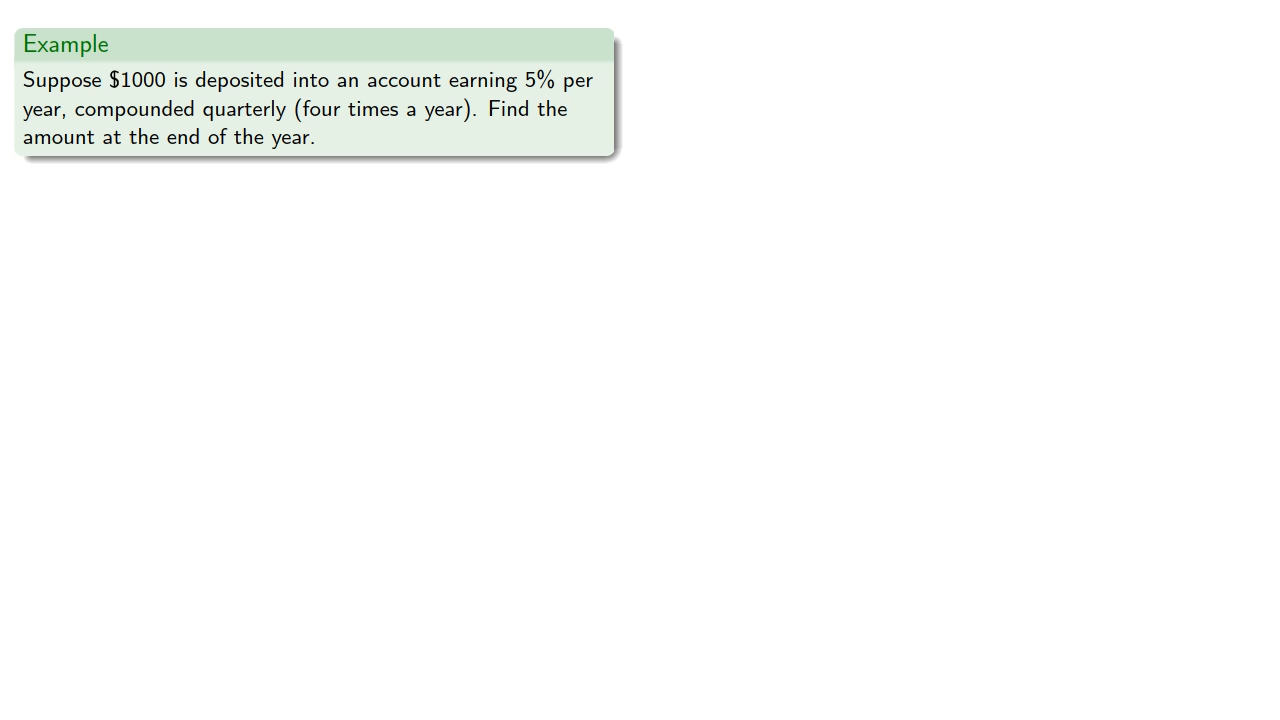 Example
Suppose $1000 is deposited into an account earning 5% per
year, compounded quarterly (four times a year). Find the
amount at the end of the year.